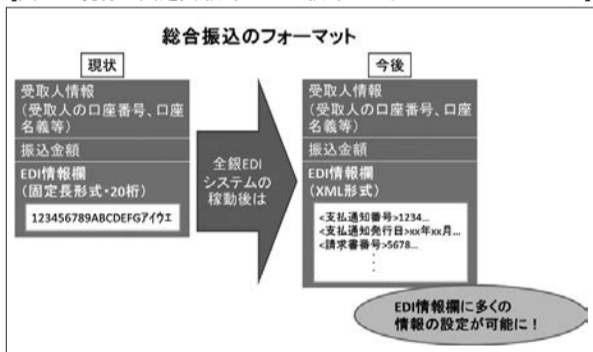 総合振込のフォーマット
現状
受取人情報
(受取人の口座番号、口座
名義等)
振込金額
EDI情報欄
(固定長形式・20桁)
123456789ABCDEFGアイウエ
全銀EDI
システムの
稼動後は
今後
受取人情報
(受取人の口座番号、口座
名義等)
振込金額
EDI情報欄
(XML形式)
<支払通知番号>1234…
<支払通知発行日>xx年xx月…
<請求書番号>5678…
⋮
EDI情報欄に多くの
情報の設定が可能に！